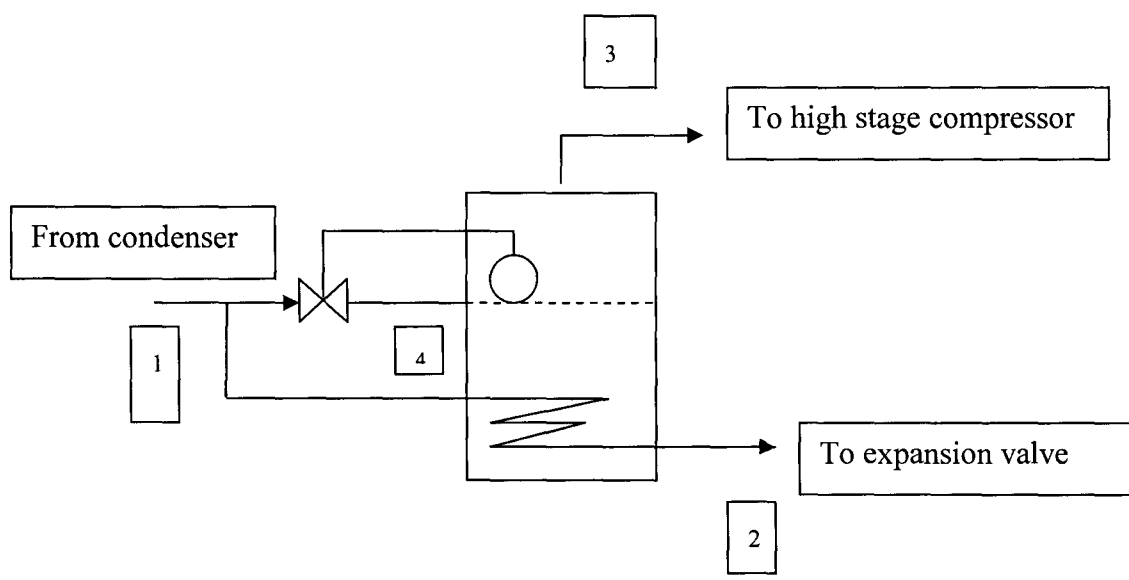 3
To high stage compressor
From condenser
1
4
To expansion valve
2